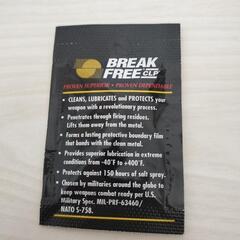 BREAK
FREE CLP
PROVEN SUPERIOR • PROVEN DEPENDABLE
• CLEANS, LUBRICATES and PROTECTS your
weapon with a revolutionary process.
• Penetrates through firing residues.
Lifts them away from the metal.
• Forms a lasting protective boundary film
that bonds with the clean metal.
• Provides superior lubrication in extreme
conditions from -40°F to +400°F.
• Protects against 150 hours of salt spray.
• Chosen by militaries around the globe to
keep weapons combat ready per U.S.
Military Spec. MIL-PRF-63460/
NATO S-758.